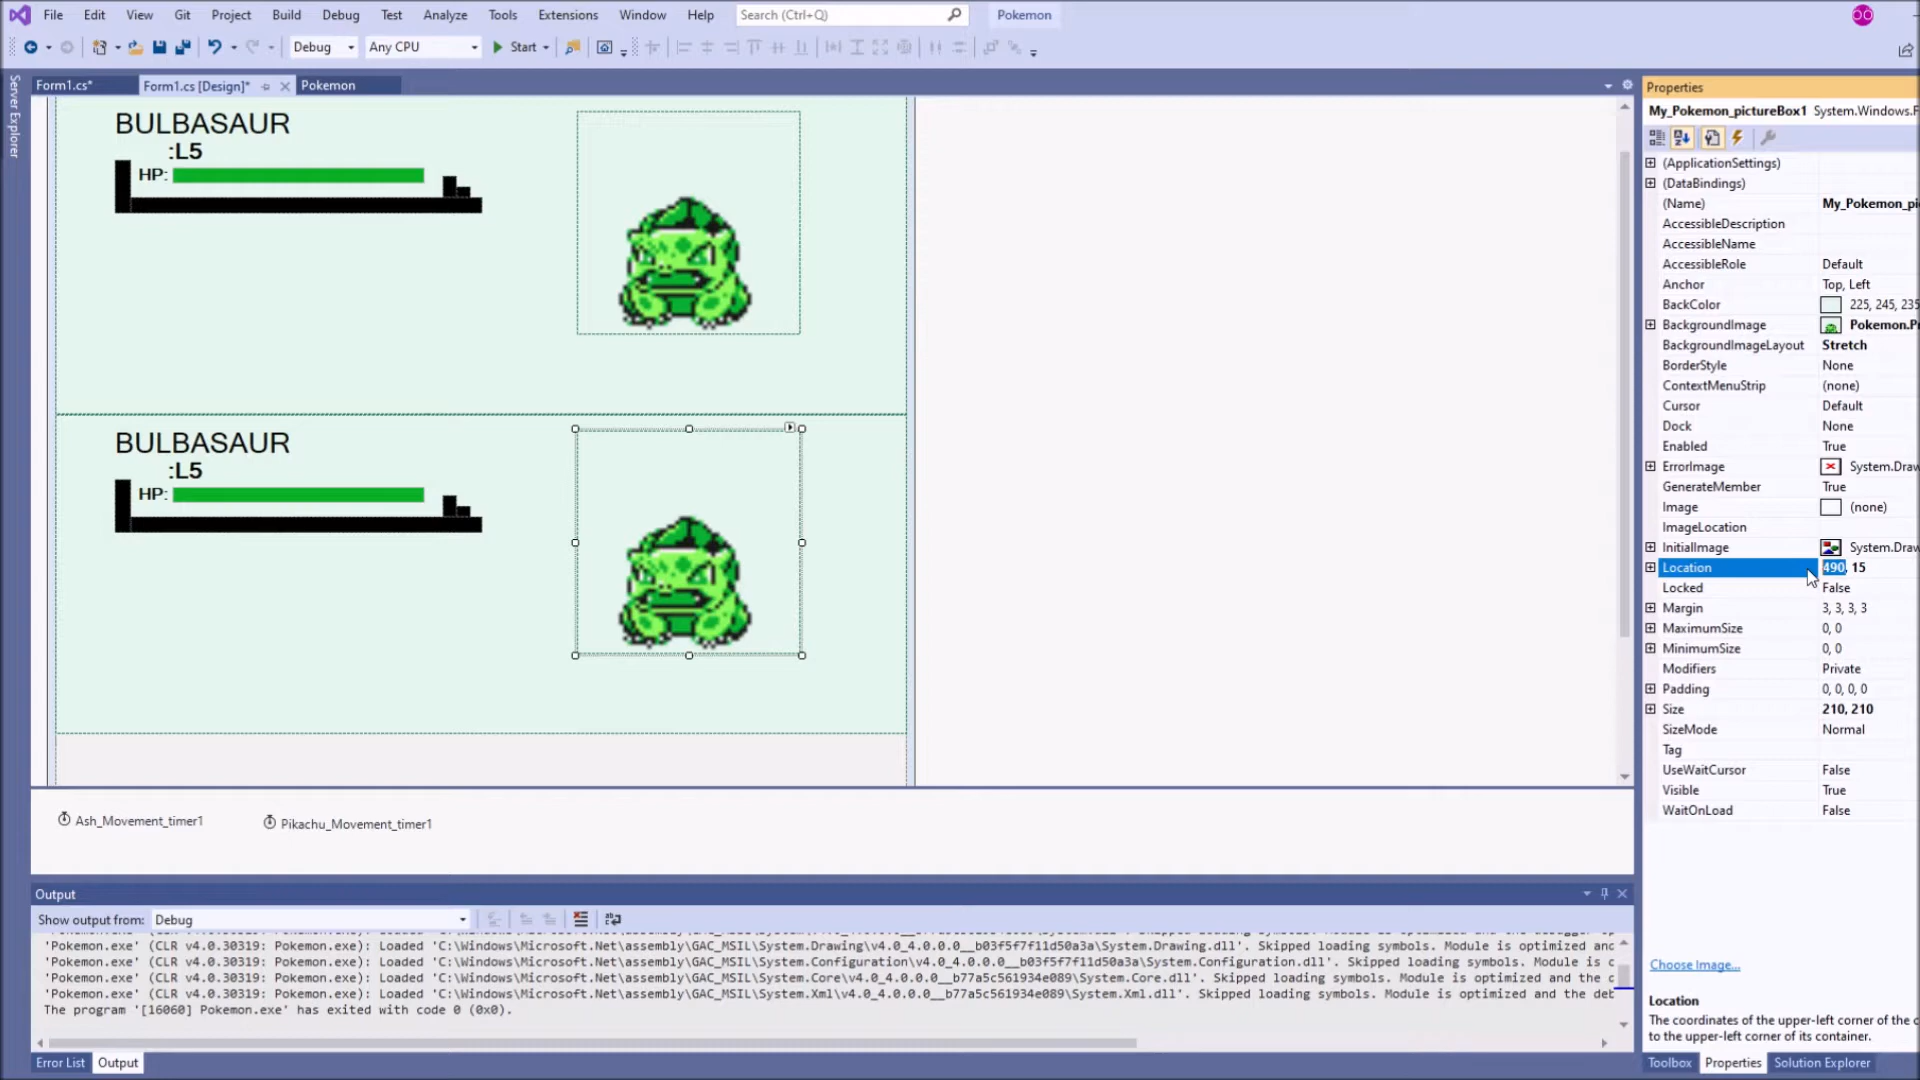 File Edit View Git Project Build Debug Test Analyze Tools Extensions Window Help Search (Ctrl+Q) Pokemon
Debug Any CPU Start
Form1.cs* Form1.cs [Design]* Pokemon
Server Explorer
BULBASAUR
:L5
HP:
BULBASAUR
:L5
HP:
Ash_Movement_timer1 Pikachu_Movement_timer1
Output
Show output from: Debug
'Pokemon.exe' (CLR v4.0.30319: Pokemon.exe): Loaded 'C:\Windows\Microsoft.Net\assembly\GAC_MSIL\System.Drawing\v4.0_4.0.0.0__b03f5f7f11d50a3a\System.Drawing.dll'. Skipped loading symbols. Module is optimized anc
'Pokemon.exe' (CLR v4.0.30319: Pokemon.exe): Loaded 'C:\Windows\Microsoft.Net\assembly\GAC_MSIL\System.Configuration\v4.0_4.0.0.0__b03f5f7f11d50a3a\System.Configuration.dll'. Skipped loading symbols. Module is c
'Pokemon.exe' (CLR v4.0.30319: Pokemon.exe): Loaded 'C:\Windows\Microsoft.Net\assembly\GAC_MSIL\System.Core\v4.0_4.0.0.0__b77a5c561934e089\System.Core.dll'. Skipped loading symbols. Module is optimized and the c
'Pokemon.exe' (CLR v4.0.30319: Pokemon.exe): Loaded 'C:\Windows\Microsoft.Net\assembly\GAC_MSIL\System.Xml\v4.0_4.0.0.0__b77a5c561934e089\System.Xml.dll'. Skipped loading symbols. Module is optimized and the deb
The program '[16060] Pokemon.exe' has exited with code 0 (0x0).
Error List Output
Properties
My_Pokemon_pictureBox1 System.Windows.F
(ApplicationSettings)
(DataBindings)
(Name) My_Pokemon_pi
AccessibleDescription
AccessibleName
AccessibleRole Default
Anchor Top, Left
BackColor 225, 245, 235
BackgroundImage Pokemon.P
BackgroundImageLayout Stretch
BorderStyle None
ContextMenuStrip (none)
Cursor Default
Dock None
Enabled True
ErrorImage System.Draw
GenerateMember True
Image (none)
ImageLocation
InitialImage System.Draw
Location 490, 15
Locked False
Margin 3, 3, 3, 3
MaximumSize 0, 0
MinimumSize 0, 0
Modifiers Private
Padding 0, 0, 0, 0
Size 210, 210
SizeMode Normal
Tag
UseWaitCursor False
Visible True
WaitOnLoad False
Choose Image...
Location
The coordinates of the upper-left corner of the c
to the upper-left corner of its container.
Toolbox Properties Solution Explorer